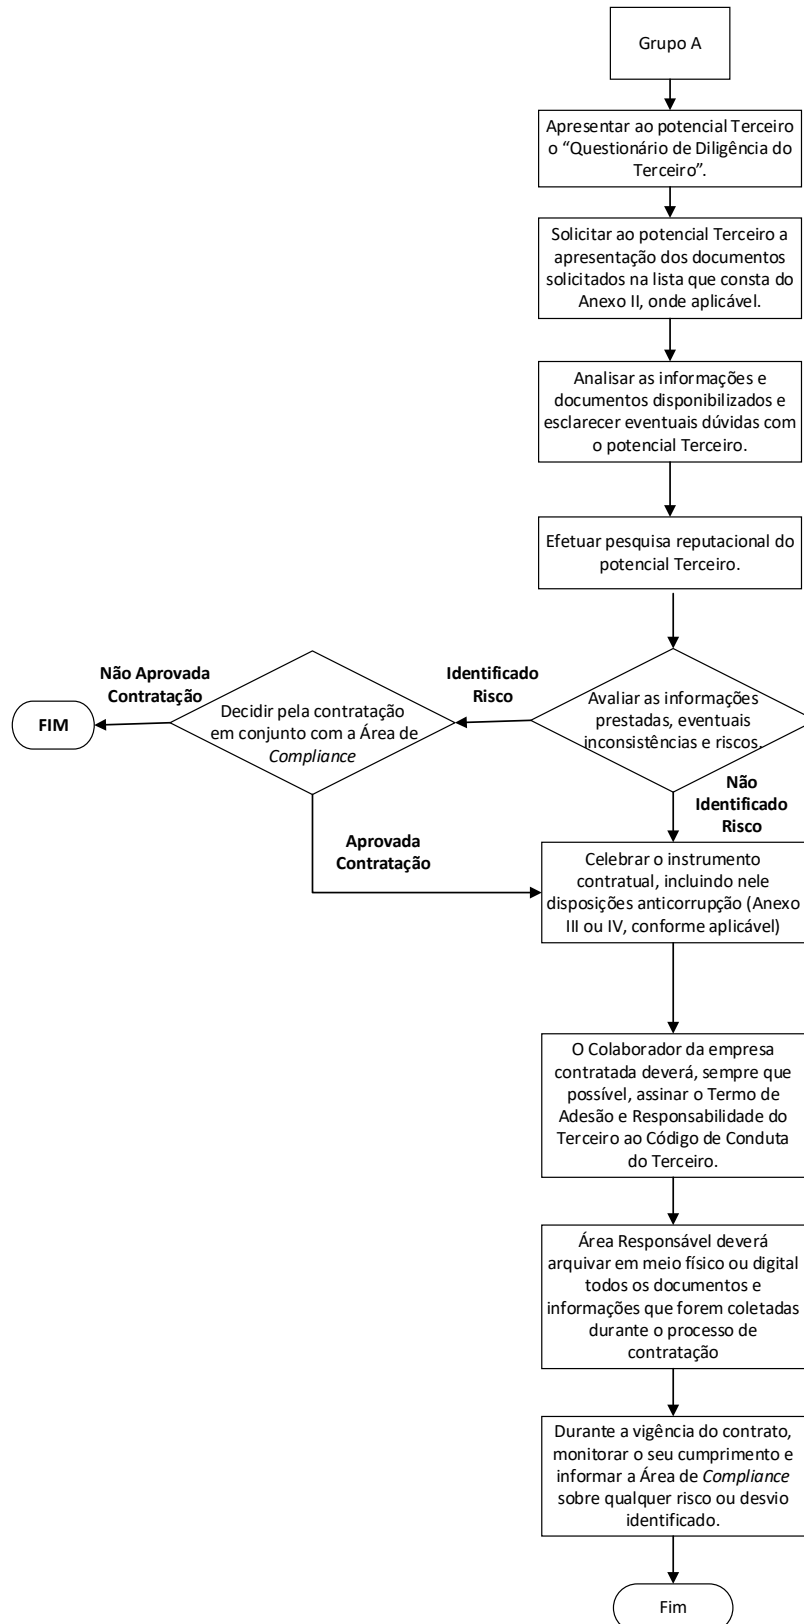 Grupo A
Apresentar ao potencial Terceiro
o “Questionário de Diligência do
Terceiro”.
Solicitar ao potencial Terceiro a
apresentação dos documentos
solicitados na lista que consta do
Anexo II, onde aplicável.
Analisar as informações e
documentos disponibilizados e
esclarecer eventuais dúvidas com
o potencial Terceiro.
Efetuar pesquisa reputacional do
potencial Terceiro.
Avaliar as informações
prestadas, eventuais
inconsistências e riscos.
Identificado
Risco
Decidir pela contratação
em conjunto com a Área de
Compliance
Não Aprovada
Contratação
FIM
Não
Identificado
Risco
Aprovada
Contratação
Celebrar o instrumento
contratual, incluindo nele
disposições anticorrupção (Anexo
III ou IV, conforme aplicável)
O Colaborador da empresa
contratada deverá, sempre que
possível, assinar o Termo de
Adesão e Responsabilidade do
Terceiro ao Código de Conduta
do Terceiro.
Área Responsável deverá
arquivar em meio físico ou digital
todos os documentos e
informações que forem coletadas
durante o processo de
contratação
Durante a vigência do contrato,
monitorar o seu cumprimento e
informar a Área de Compliance
sobre qualquer risco ou desvio
identificado.
Fim